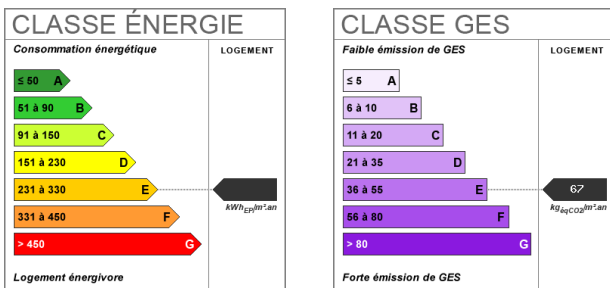 CLASSE ÉNERGIE
Consommation énergétique
LOGEMENT
≤ 50 A
51 à 90 B
91 à 150 C
151 à 230 D
231 à 330 E
kWhEP/m².an
331 à 450 F
> 450 G
Logement énergivore
CLASSE GES
Faible émission de GES
LOGEMENT
≤ 5 A
6 à 10 B
11 à 20 C
21 à 35 D
36 à 55 E
67
kgéqCO2/m².an
56 à 80 F
> 80 G
Forte émission de GES